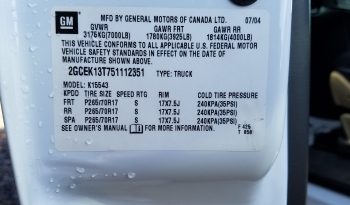 GM
MFD BY GENERAL MOTORS OF CANADA LTD. 07/04
GVWR GAWR FRT GAWR RR
3175KG(7000LB) 1780KG(3925LB) 1814KG(4000LB)
THIS VEHICLE CONFORMS TO ALL APPLICABLE U.S. FEDERAL MOTOR
VEHICLE SAFETY STANDARDS IN EFFECT ON THE DATE OF
MANUFACTURE SHOWN ABOVE.
2GCEK13T751112351 TYPE: TRUCK
MODEL: K15543
KPDD TIRE SIZE SPEED RTG RIM COLD TIRE PRESSURE
FRT P265/70R17 S 17X7.5J 240KPA(35PSI)
RR P265/70R17 S 17X7.5J 240KPA(35PSI)
SPA P265/70R17 S 17X7.5J 240KPA(35PSI)
SEE OWNER'S MANUAL FOR MORE INFORMATION.